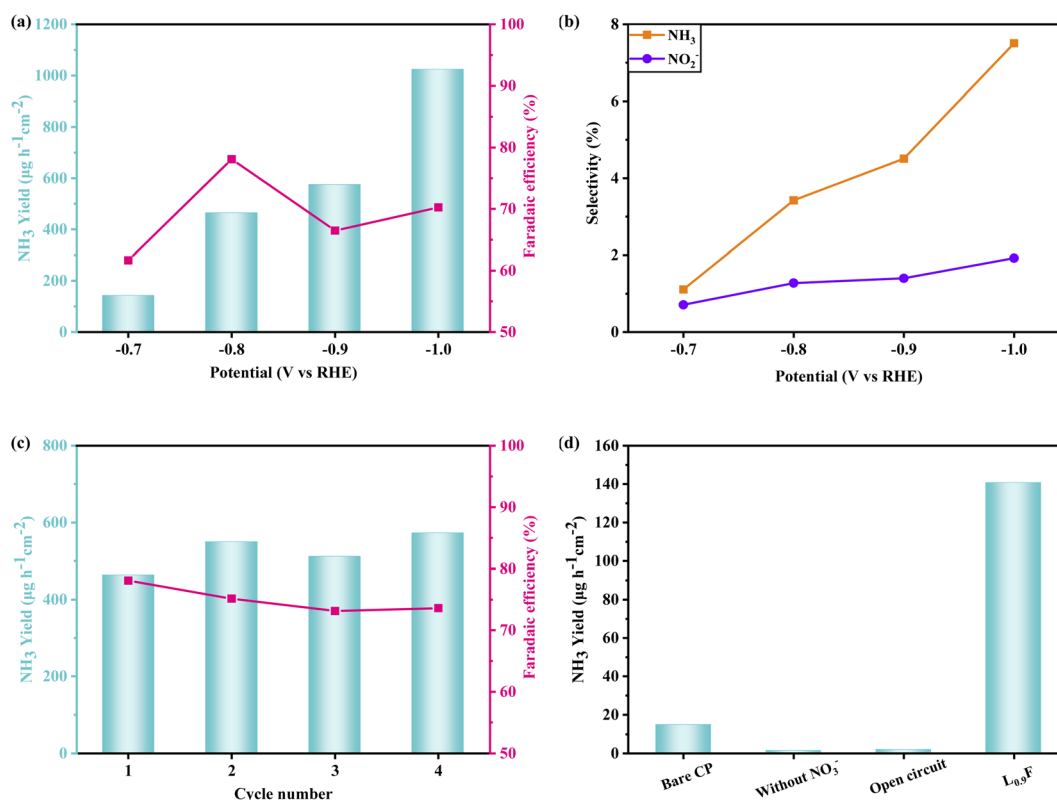 (a)
1200
1000
800
600
400
200
0
NH₃ Yield (μg h⁻¹cm⁻²)
100
90
80
70
60
50
Faradaic efficiency (%)
-0.7 -0.8 -0.9 -1.0
Potential (V vs RHE)
(b)
8
6
4
2
0
Selectivity (%)
NH₃
NO₂⁻
-0.7 -0.8 -0.9 -1.0
Potential (V vs RHE)
(c)
800
600
400
200
0
NH₃ Yield (μg h⁻¹cm⁻²)
100
90
80
70
60
50
Faradaic efficiency (%)
1 2 3 4
Cycle number
(d)
160
140
120
100
80
60
40
20
0
NH₃ Yield (μg h⁻¹cm⁻²)
Bare CP Without NO₃⁻ Open circuit L₀.₉F